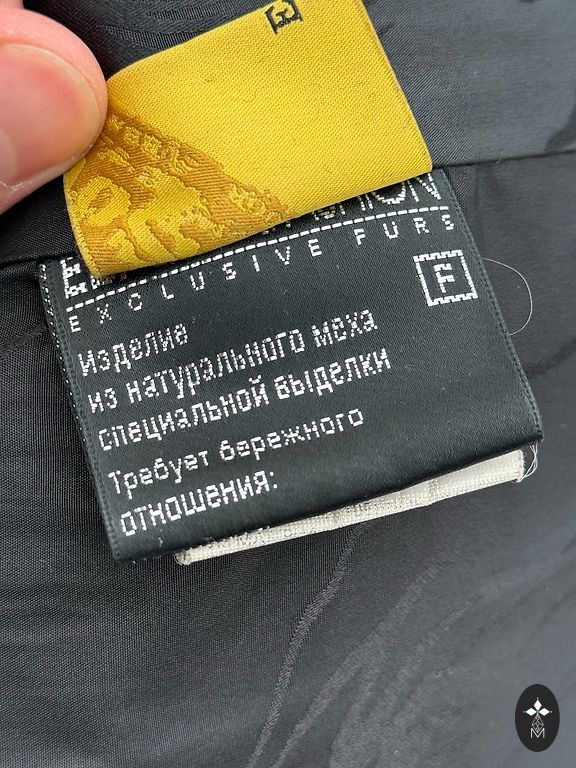 EXCLUSIVE FURS
F
Изделие
из натурального меха
специальной выделки
Требует бережного
отношения:
M